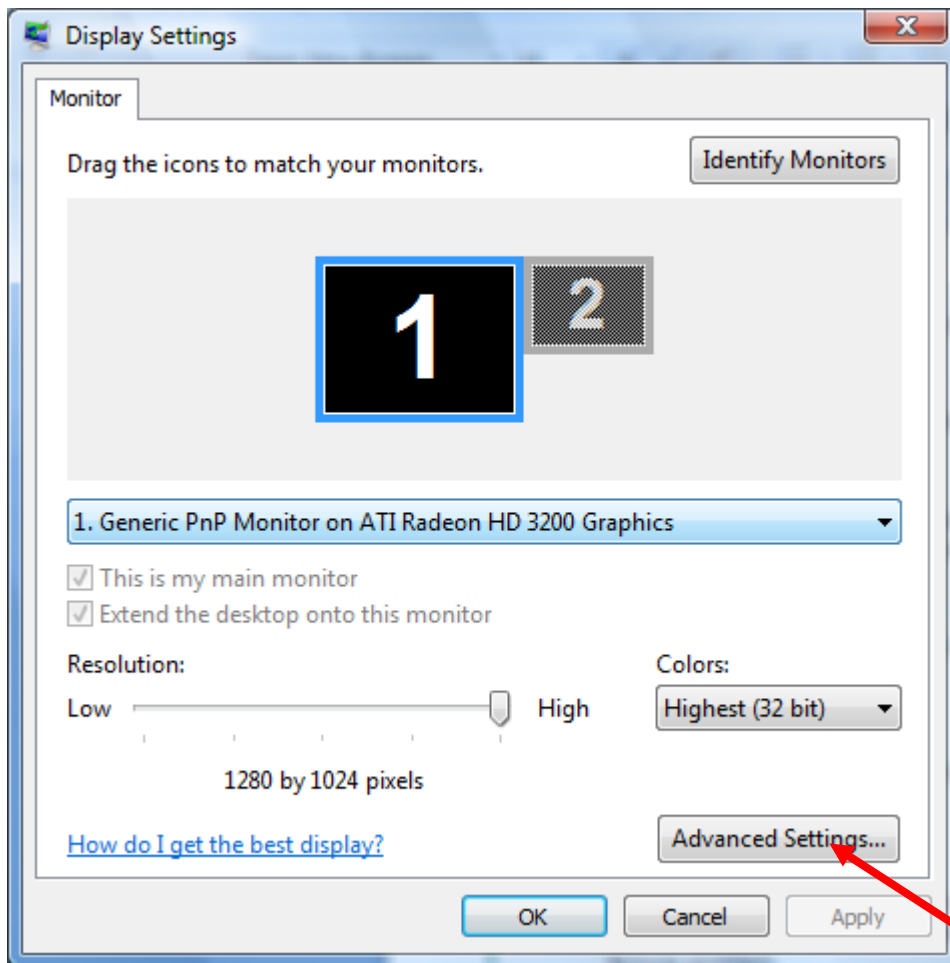 Display Settings
Monitor
Drag the icons to match your monitors.
Identify Monitors
1
2
1. Generic PnP Monitor on ATI Radeon HD 3200 Graphics
This is my main monitor
Extend the desktop onto this monitor
Resolution:
Colors:
Low
High
Highest (32 bit)
1280 by 1024 pixels
How do I get the best display?
Advanced Settings...
OK
Cancel
Apply